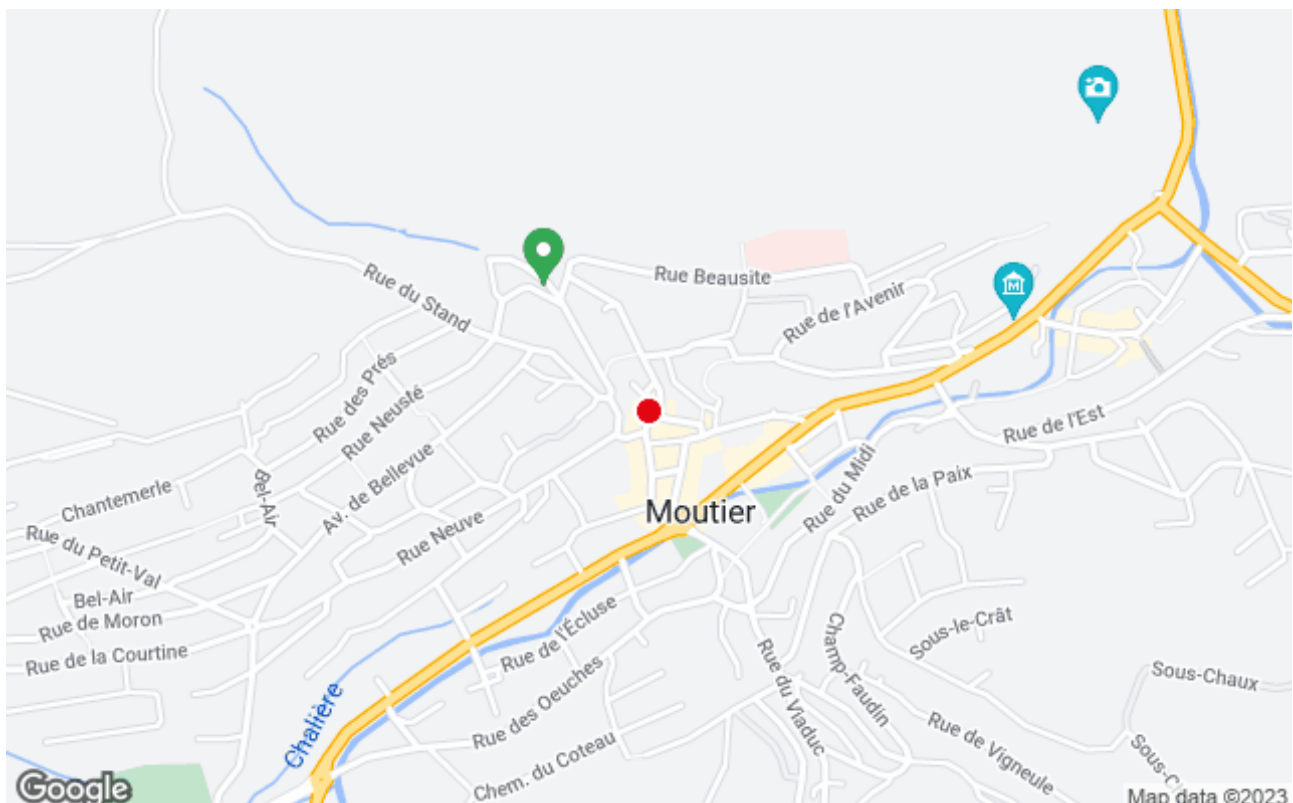 Rue Beausite
Rue du Stand
Rue de l'Avenir
Rue des Prés
Rue Neusté
Rue de l'Est
Chantemerle
Bel-Air
Av. de Bellevue
Rue du Midi
Rue de la Paix
Rue Neuve
Moutier
Rue du Petit-Val
Bel-Air
Rue de Moron
Rue de la Courtine
Rue de l'Écluse
Champ-Faudin
Sous-le-Crât
Chalière
Rue des Oeuches
Rue du Viaduc
Sous-Chaux
Rue de Vigneule
Chem. du Coteau
Google
Map data ©2023
M